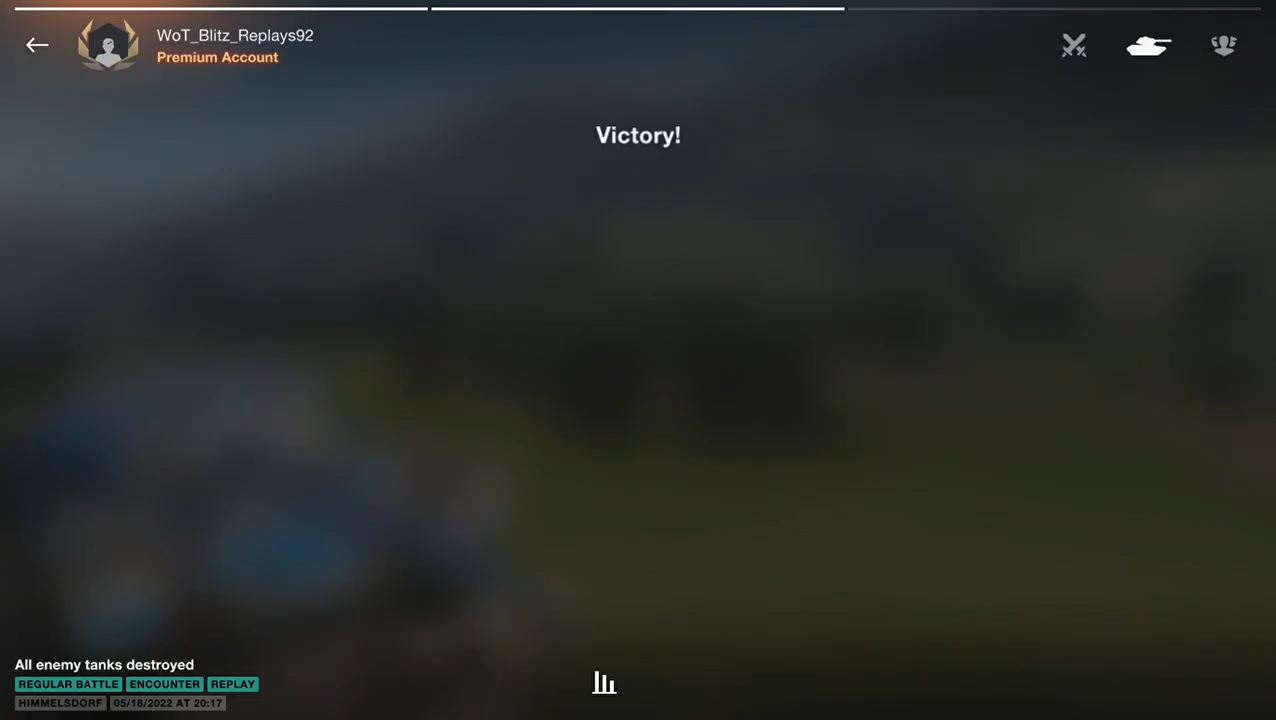 WoT_Blitz_Replays92
Premium Account
Victory!
All enemy tanks destroyed
REGULAR BATTLE ENCOUNTER REPLAY
HIMMELSDORF 05/18/2022 AT 20:17